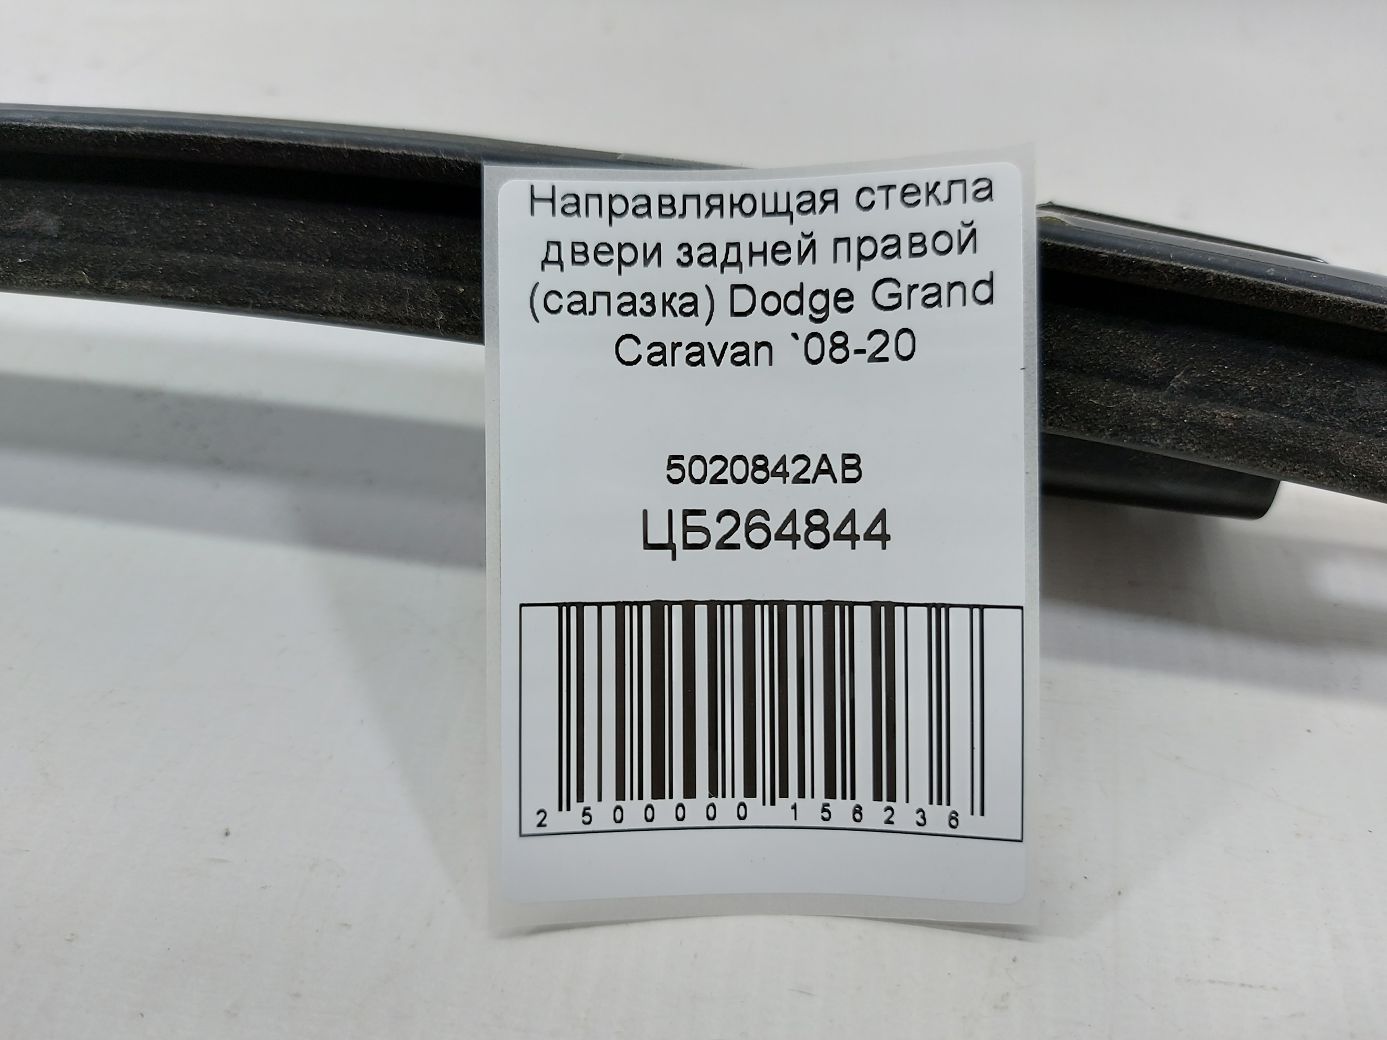 Направляющая стекла
двери задней правой
(салазка) Dodge Grand
Caravan `08-20
5020842AB
ЦБ264844
2 500000 156236